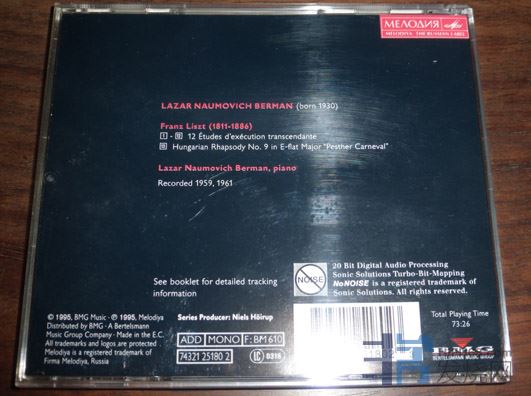 МЕЛОДИЯ
MELODIYA · THE RUSSIAN LABEL
LAZAR NAUMOVICH BERMAN (born 1930)
Franz Liszt (1811-1886)
1 - 12 12 Études d'exécution transcendante
Hungarian Rhapsody No. 9 in E-flat Major "Pesther Carneval"
Lazar Naumovich Berman, piano
Recorded 1959, 1961
See booklet for detailed tracking
information
NOISE
20 Bit Digital Audio Processing
Sonic Solutions Turbo-Bit-Mapping
NoNOISE is a registered trademark of
Sonic Solutions. All rights reserved.
© 1995, BMG Music · ℗ 1995, Melodiya
Distributed by BMG - A Bertelsmann
Music Group Company · Made in the E.C.
All trademarks and logos are protected
Melodiya is a registered trademark of
Firma Melodiya, Russia
Series Producer: Niels Høirup
ADD MONO F: BM 610
74321 25180 2 LC 0316
Total Playing Time
73:26
BMG
BERTELSMANN MUSIC GROUP